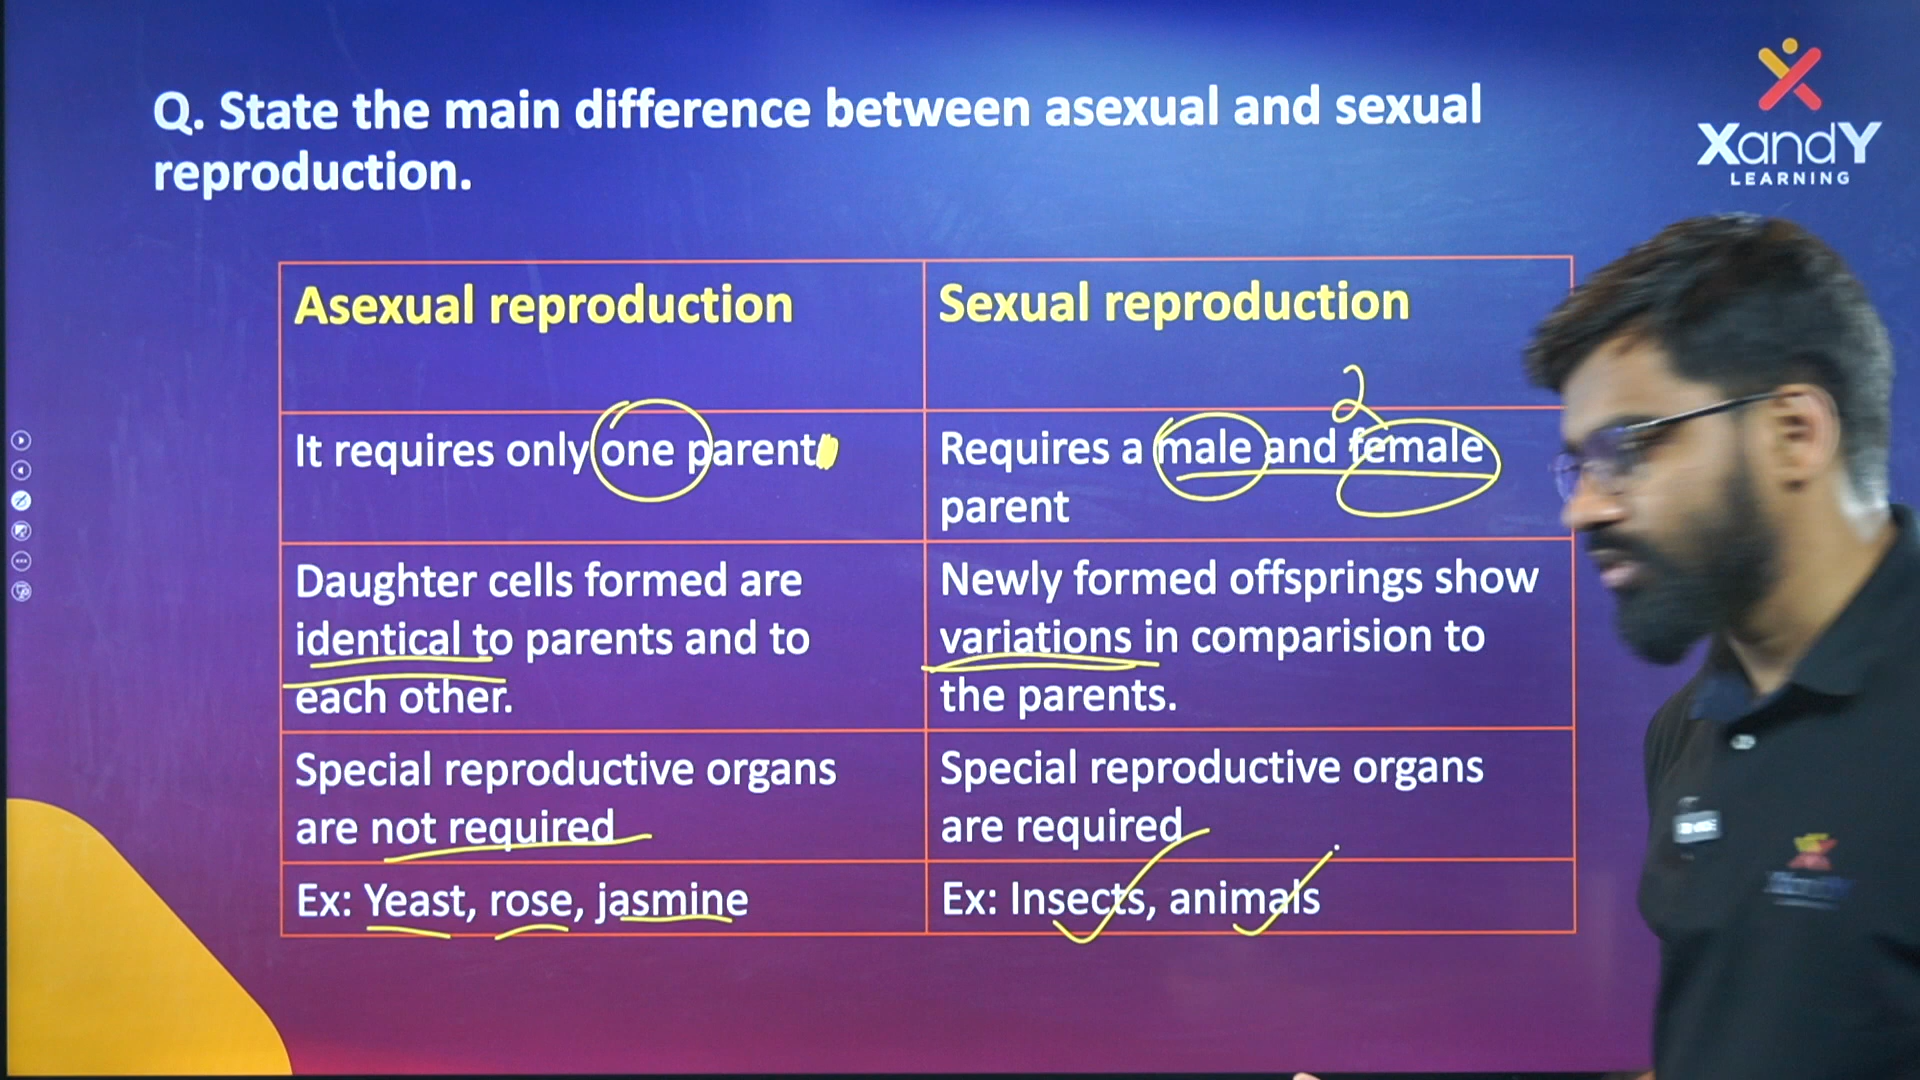 Q. State the main difference between asexual and sexual
reproduction.
XandY
LEARNING
Asexual reproduction
Sexual reproduction
2
It requires only one parent
Requires a male and female
parent
Daughter cells formed are
identical to parents and to
each other.
Newly formed offsprings show
variations in comparision to
the parents.
Special reproductive organs
are not required
Special reproductive organs
are required
Ex: Yeast, rose, jasmine
Ex: Insects, animals